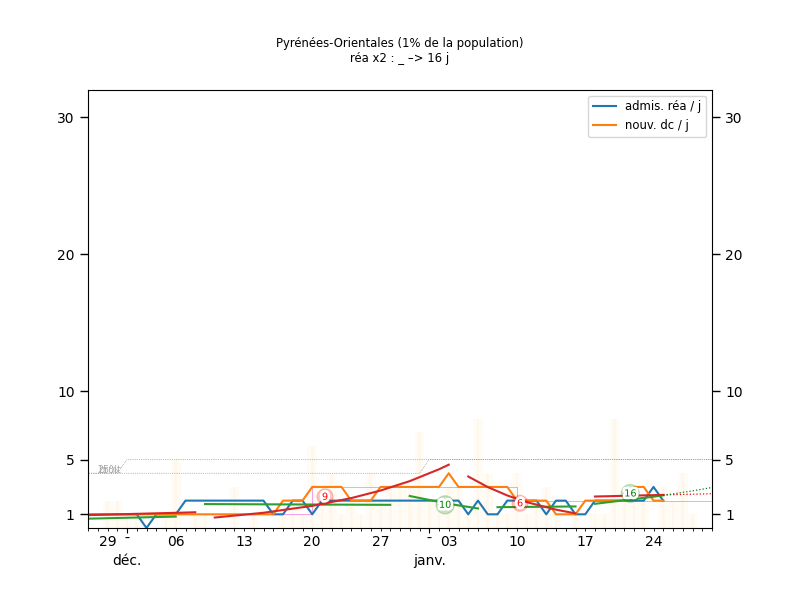 Pyrénées-Orientales (1% de la population)
réa x2 : _ –> 16 j
admis. réa / j
nouv. dc / j
30 30
20 20
10 10
5 5
1 1
9
10
6
16
29 - 06 13 20 27 - 03 10 17 24
déc. janv.